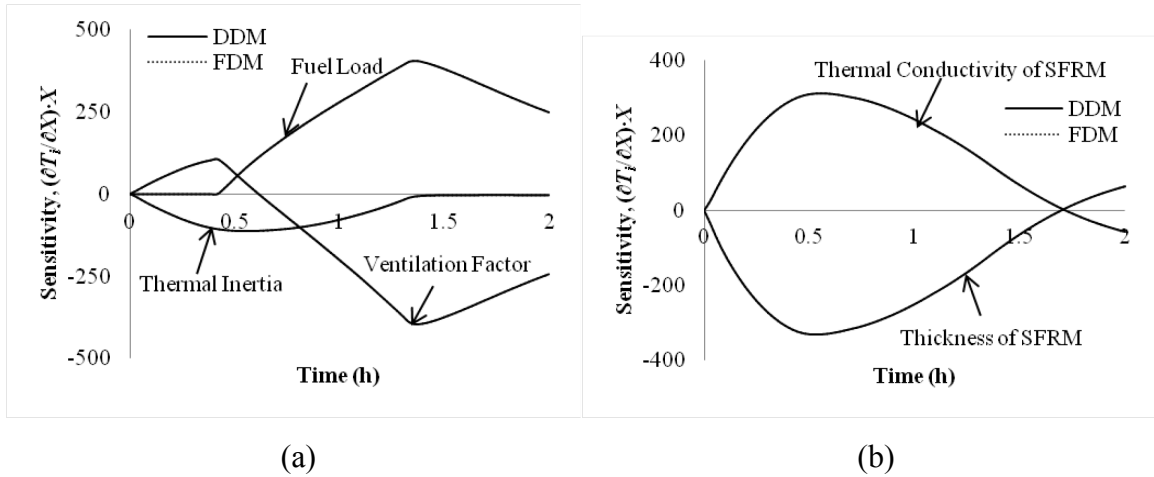 500
DDM
FDM
Fuel Load
250
Sensitivity, (∂Ti/∂X)·X
0
0 0.5 1 1.5 2
Thermal Inertia
Ventilation Factor
-250
-500
Time (h)
(a)
400
Thermal Conductivity of SFRM
DDM
FDM
200
Sensitivity, (∂Ti/∂X)·X
0
0 0.5 1 1.5 2
-200
Thickness of SFRM
-400
Time (h)
(b)